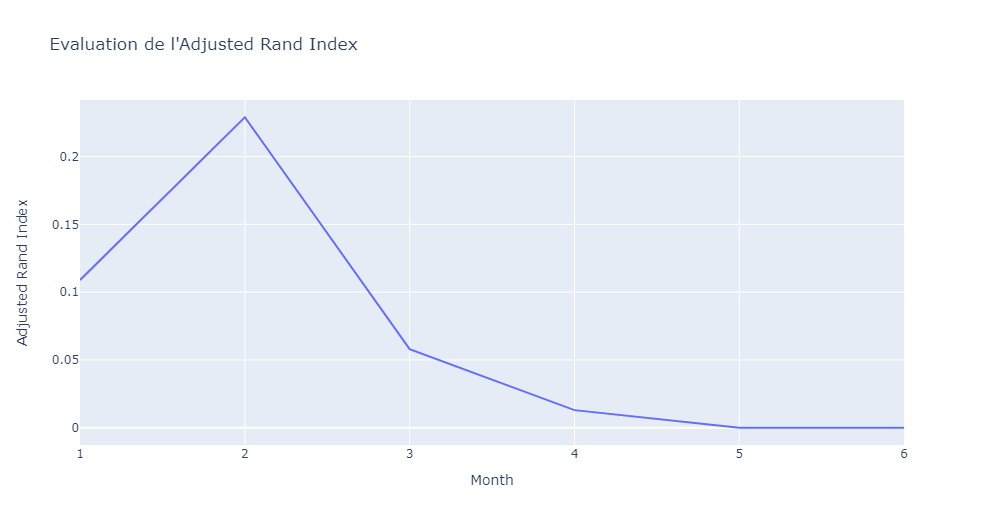 Evaluation de l'Adjusted Rand Index
Adjusted Rand Index
0.2
0.15
0.1
0.05
0
1 2 3 4 5 6
Month